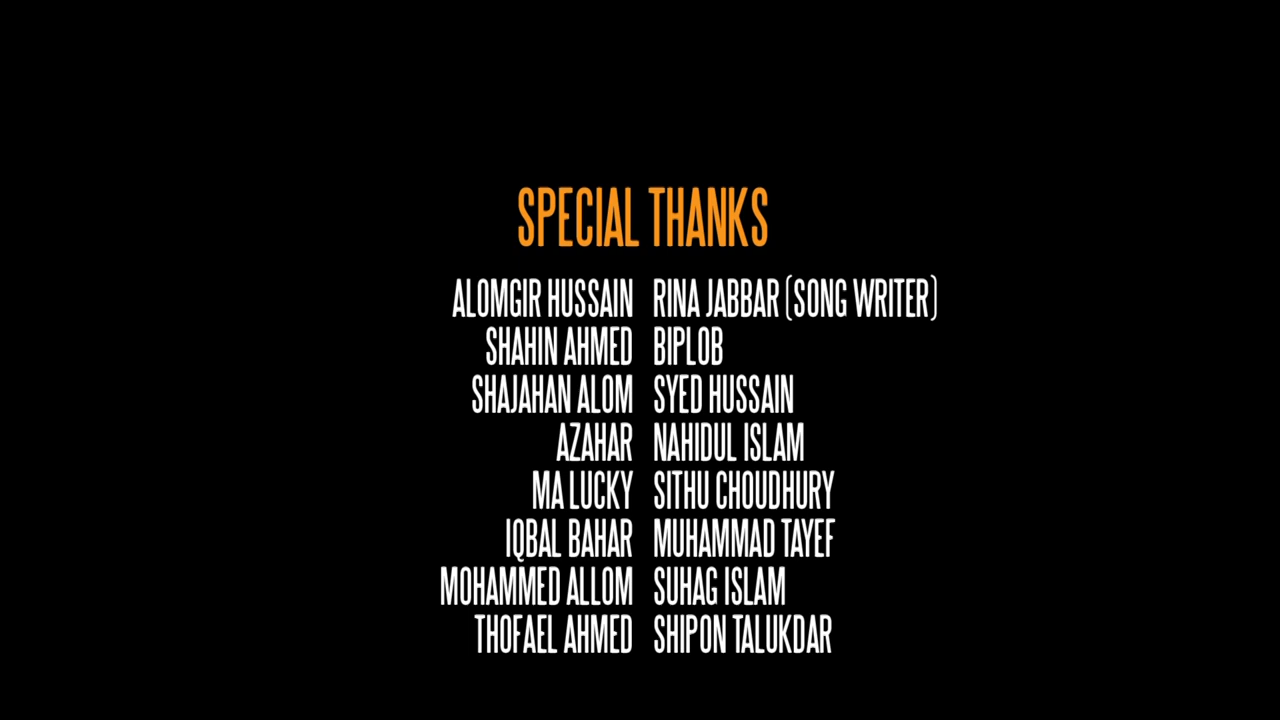 SPECIAL THANKS
ALOMGIR HUSSAIN RINA JABBAR (SONG WRITER)
SHAHIN AHMED BIPLOB
SHAJAHAN ALOM SYED HUSSAIN
AZAHAR NAHIDUL ISLAM
MA LUCKY SITHU CHOUDHURY
IQBAL BAHAR MUHAMMAD TAYEF
MOHAMMED ALLOM SUHAG ISLAM
THOFAEL AHMED SHIPON TALUKDAR